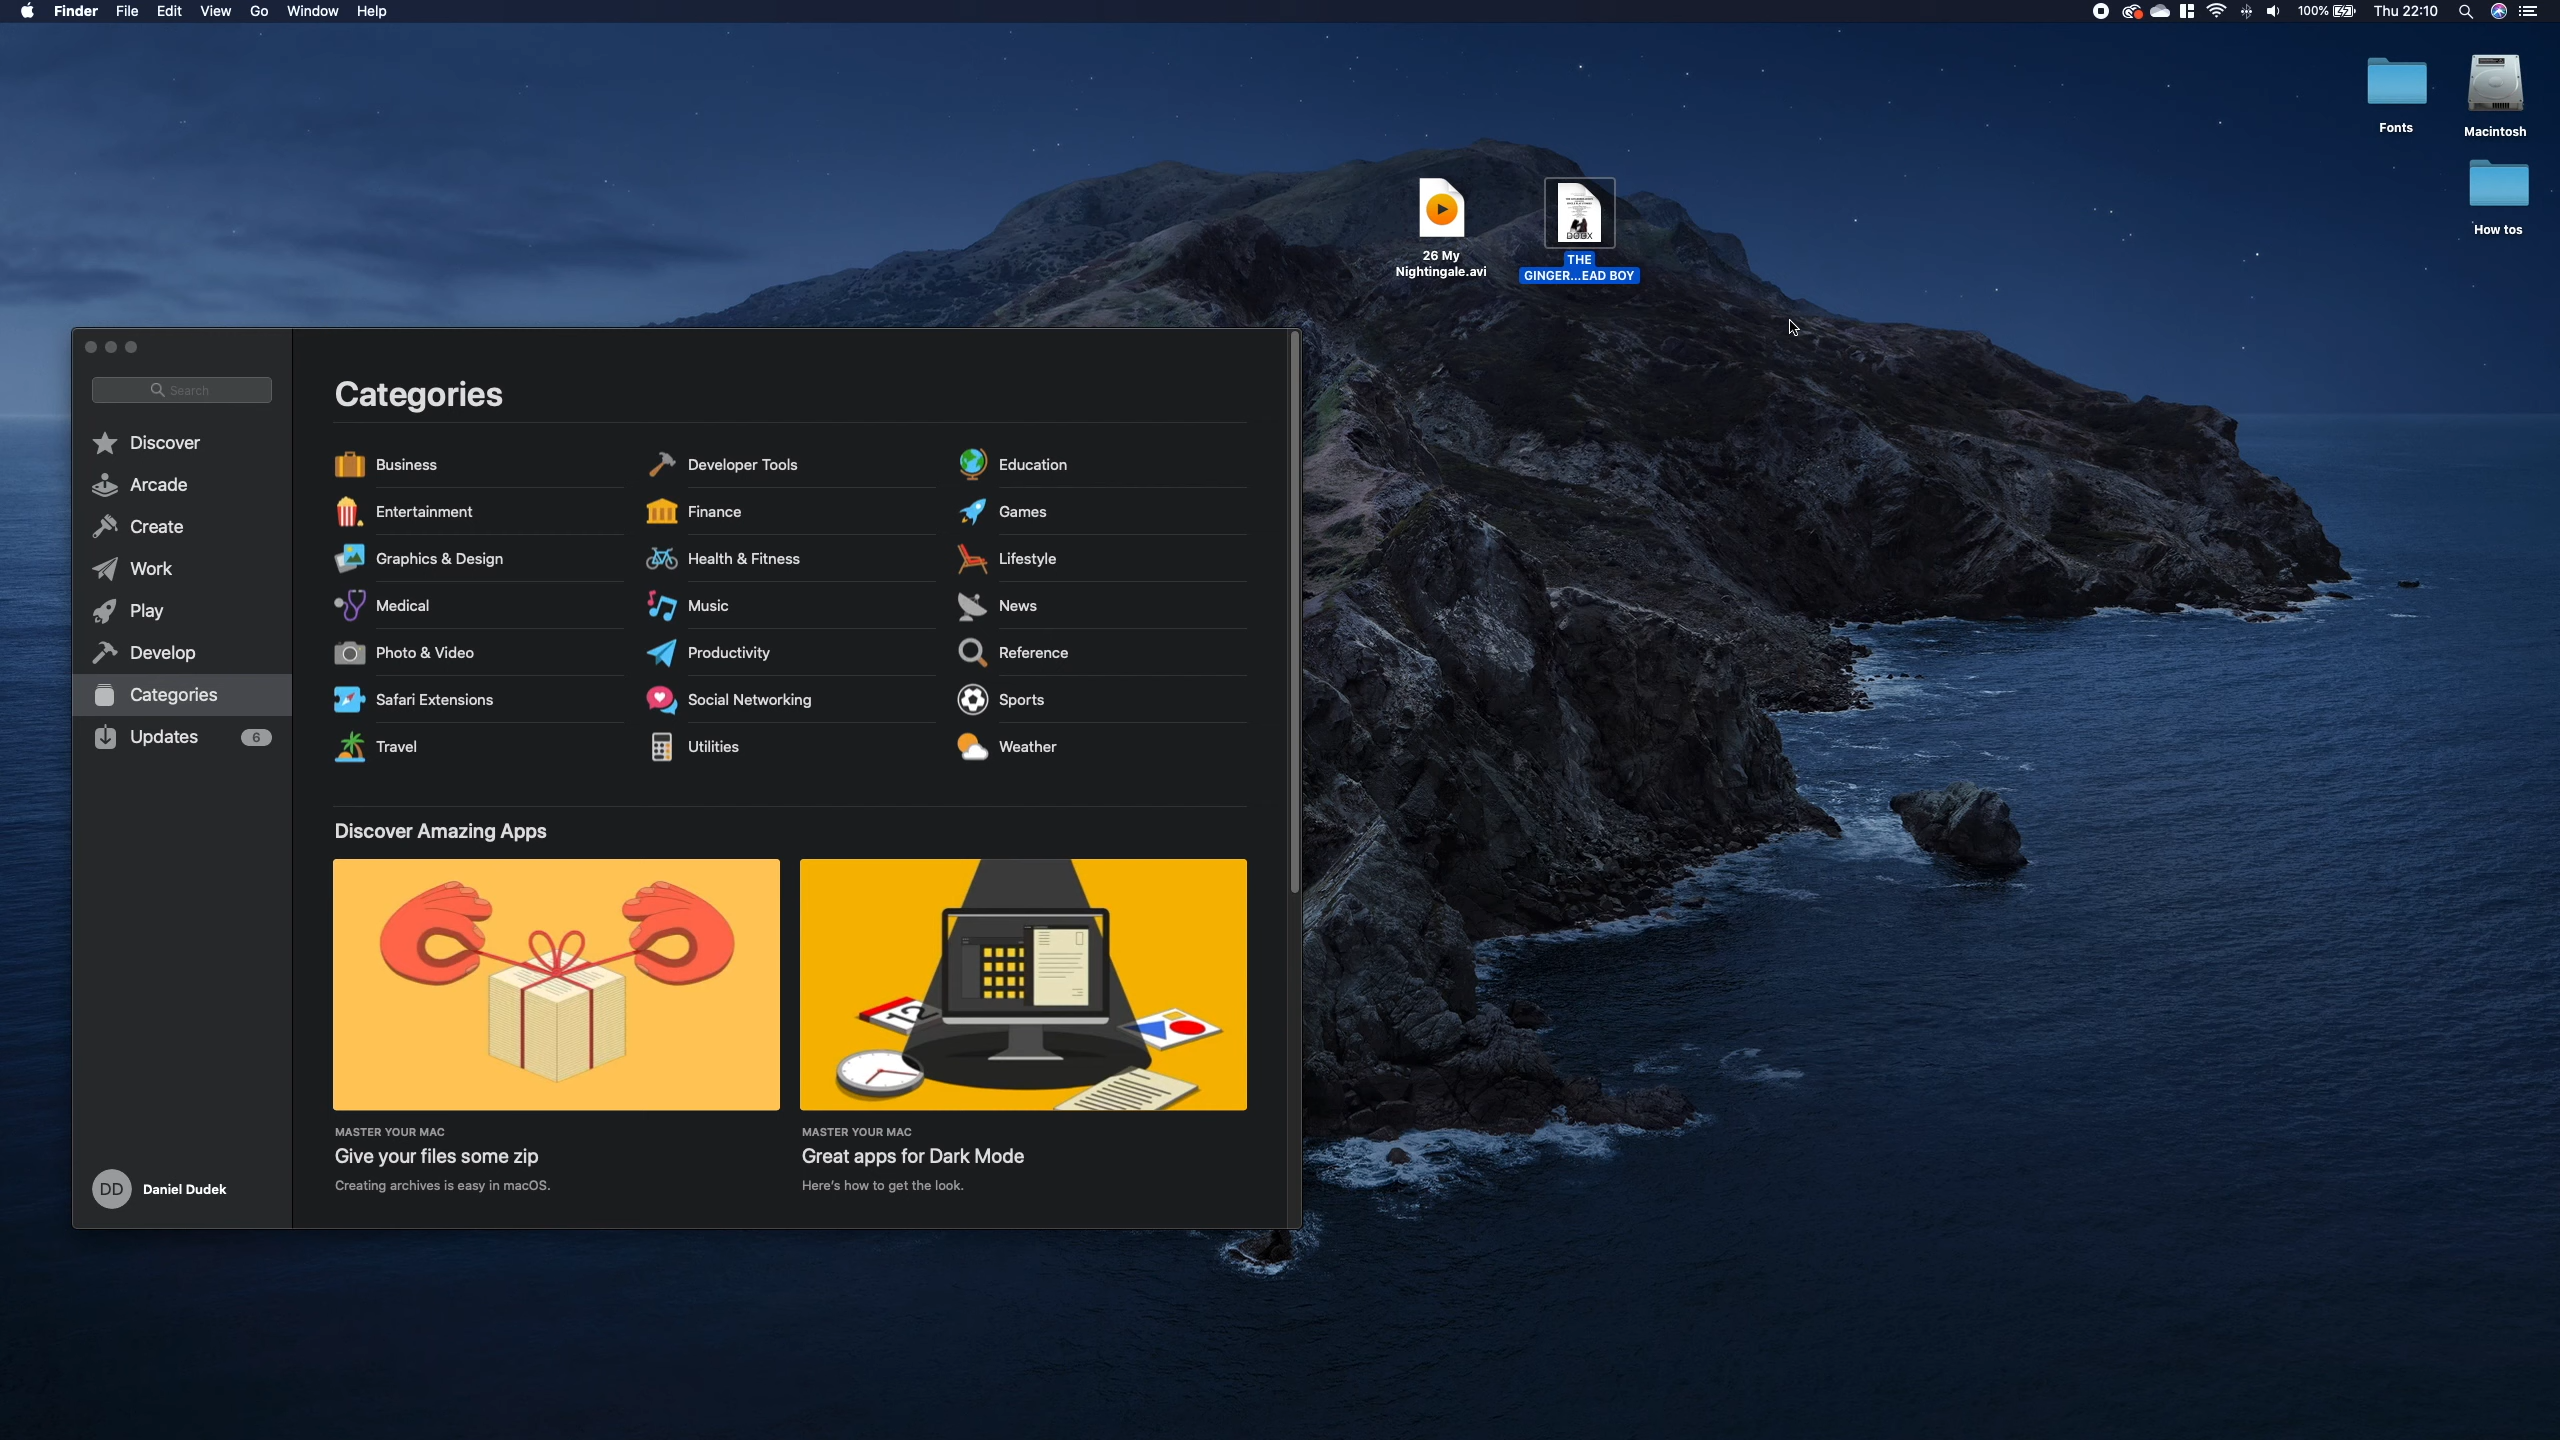 Finder File Edit View Go Window Help
100% Thu 22:10
Fonts
Macintosh
How tos
26 My
Nightingale.avi
DOCX
THE
GINGER...EAD BOY
Search
Discover
Arcade
Create
Work
Play
Develop
Categories
Updates 6
DD Daniel Dudek
Categories
Business Developer Tools Education
Entertainment Finance Games
Graphics & Design Health & Fitness Lifestyle
Medical Music News
Photo & Video Productivity Reference
Safari Extensions Social Networking Sports
Travel Utilities Weather
Discover Amazing Apps
12
MASTER YOUR MAC
Give your files some zip
Creating archives is easy in macOS.
MASTER YOUR MAC
Great apps for Dark Mode
Here's how to get the look.